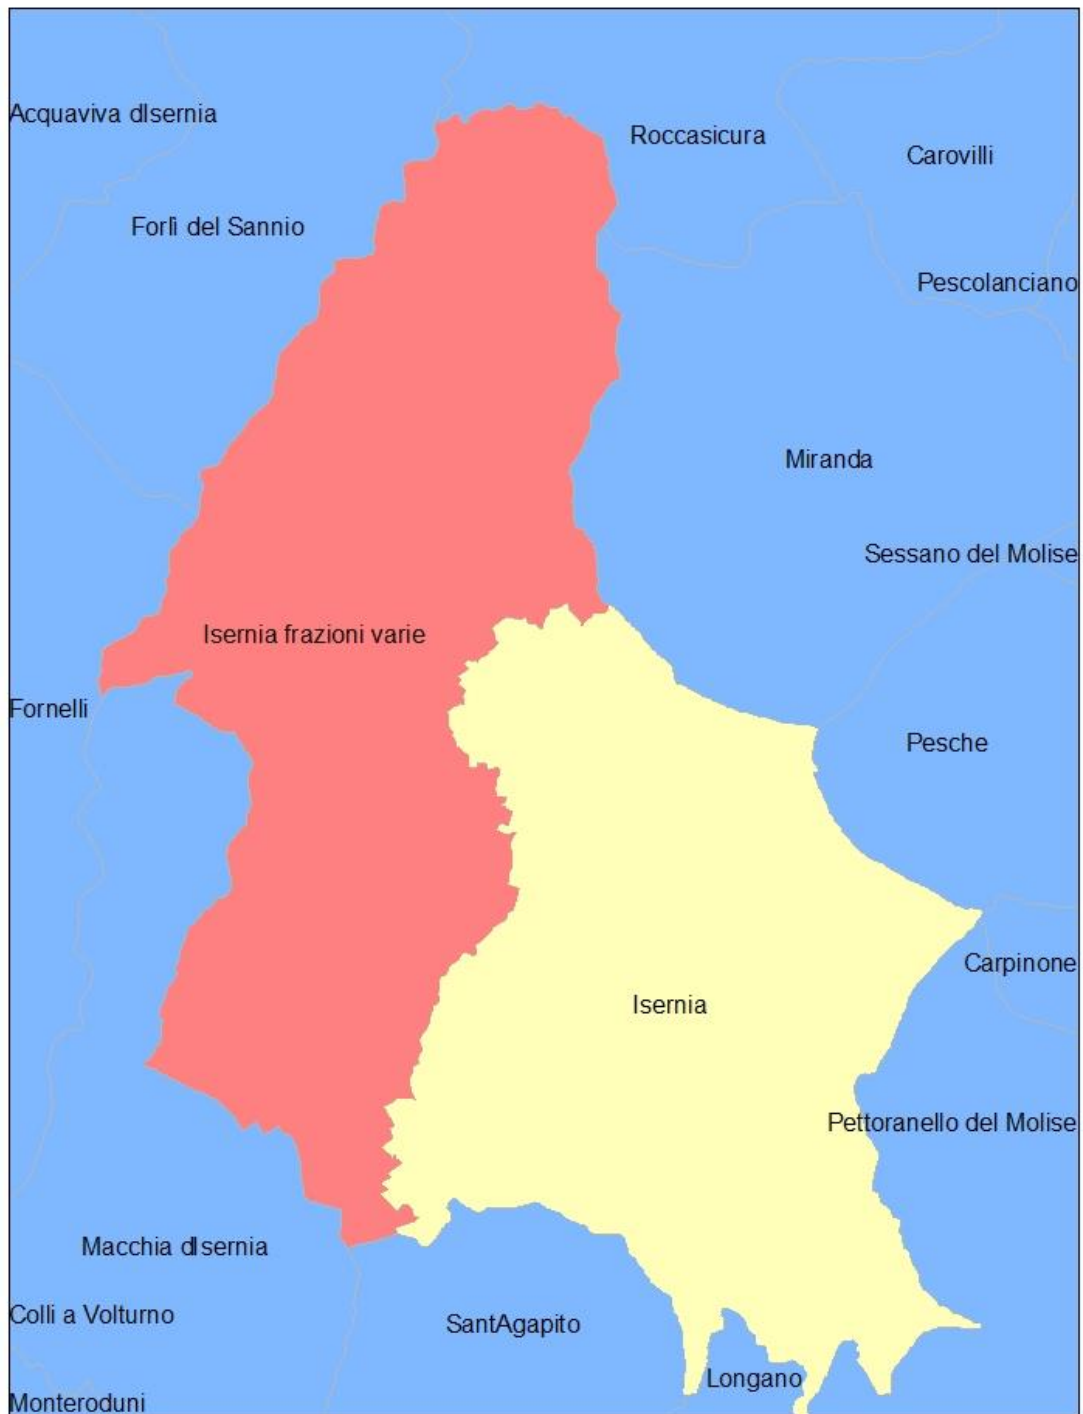 Acquaviva dIsernia
Roccasicura
Carovilli
Forlì del Sannio
Pescolanciano
Miranda
Sessano del Molise
Isernia frazioni varie
Fornelli
Pesche
Carpinone
Isernia
Pettoranello del Molise
Macchia dIsernia
Colli a Volturno
SantAgapito
Longano
Monteroduni